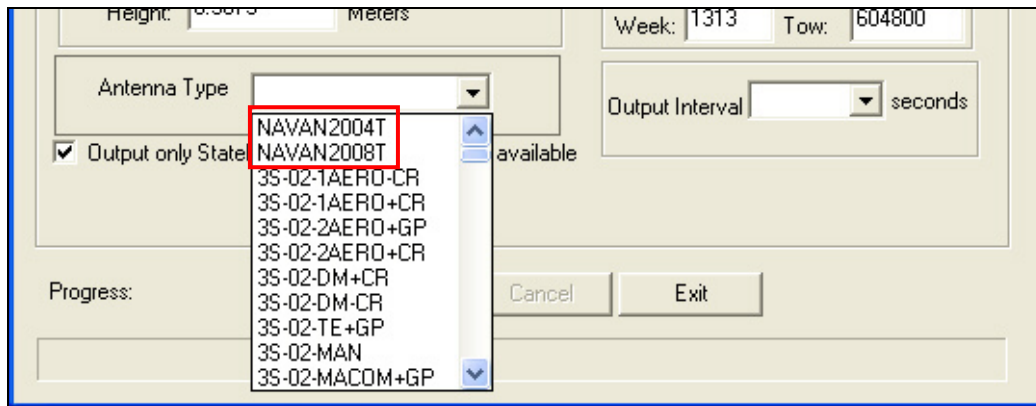 Height: Meters
Week: 1313 Tow: 604800
Antenna Type
Output Interval seconds
NAVAN2004T
Output only State available
NAVAN2008T
3S-02-1AERO-CR
3S-02-1AERO+CR
3S-02-2AERO+GP
3S-02-2AERO+CR
3S-02-DM+CR
3S-02-DM-CR
3S-02-TE+GP
3S-02-MAN
3S-02-MACOM+GP
Progress:
Cancel
Exit